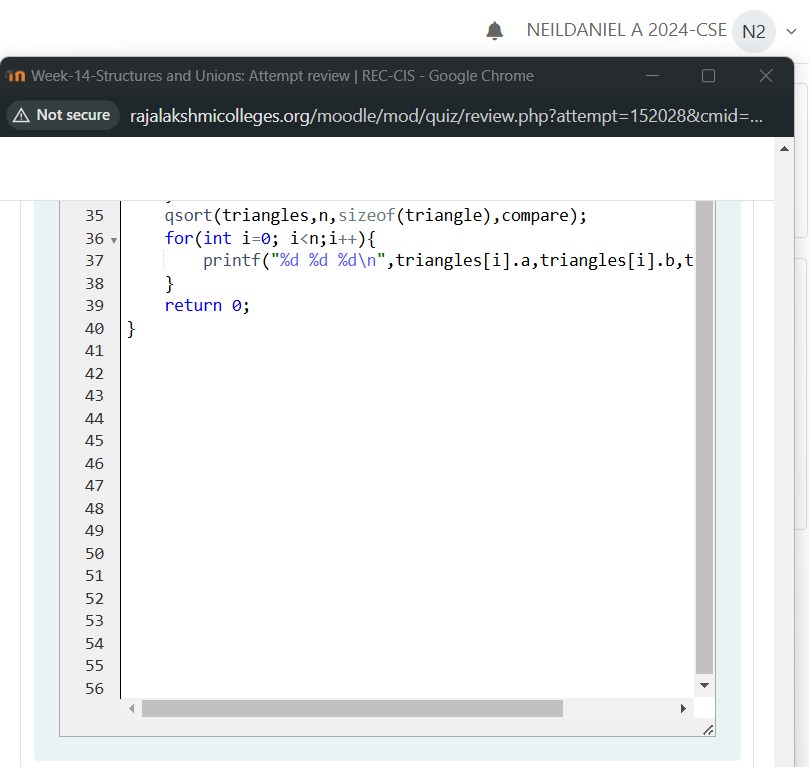 NEILDANIEL A 2024-CSE N2
Week-14-Structures and Unions: Attempt review | REC-CIS - Google Chrome
Not secure rajalakshmicolleges.org/moodle/mod/quiz/review.php?attempt=152028&cmid=...
35 qsort(triangles,n,sizeof(triangle),compare);
36 for(int i=0; i<n;i++){
37 printf("%d %d %d\n",triangles[i].a,triangles[i].b,t
38 }
39 return 0;
40 }
41
42
43
44
45
46
47
48
49
50
51
52
53
54
55
56